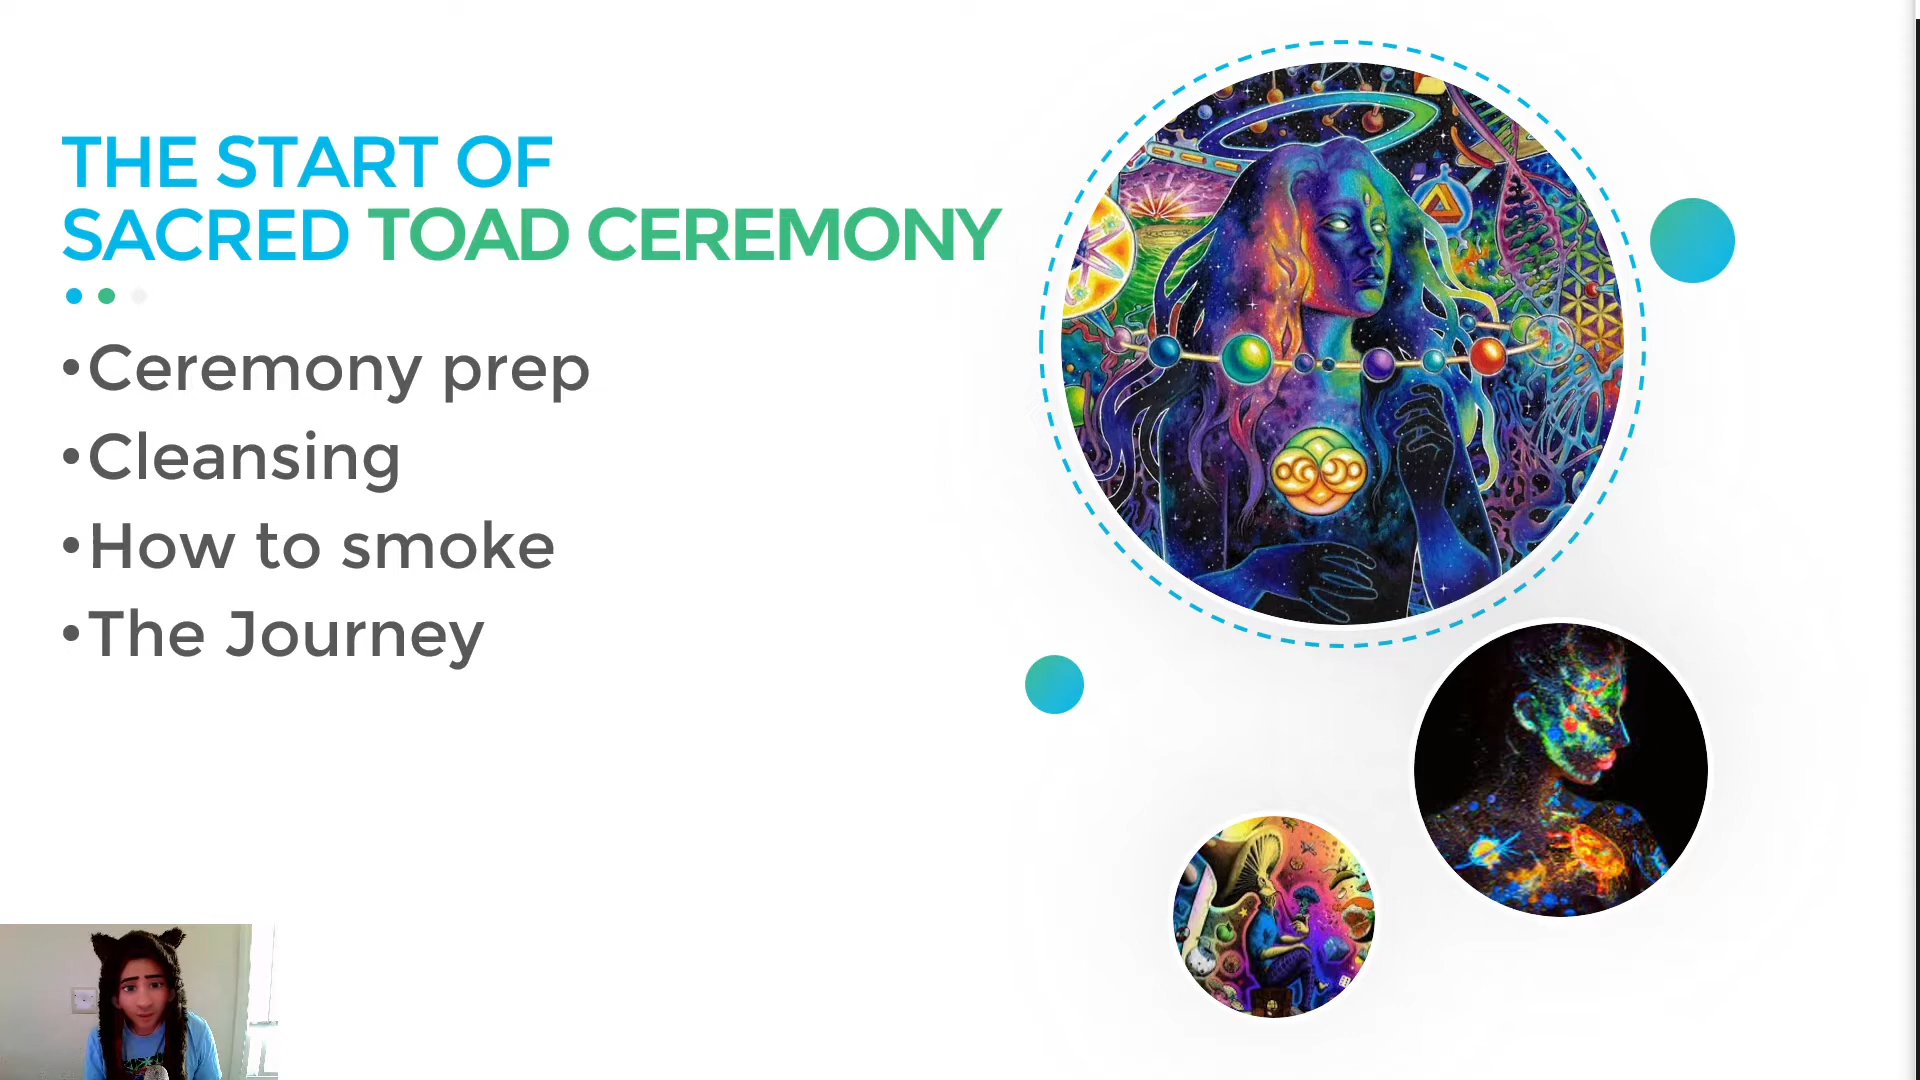 THE START OF
SACRED TOAD CEREMONY
•Ceremony prep
•Cleansing
•How to smoke
•The Journey